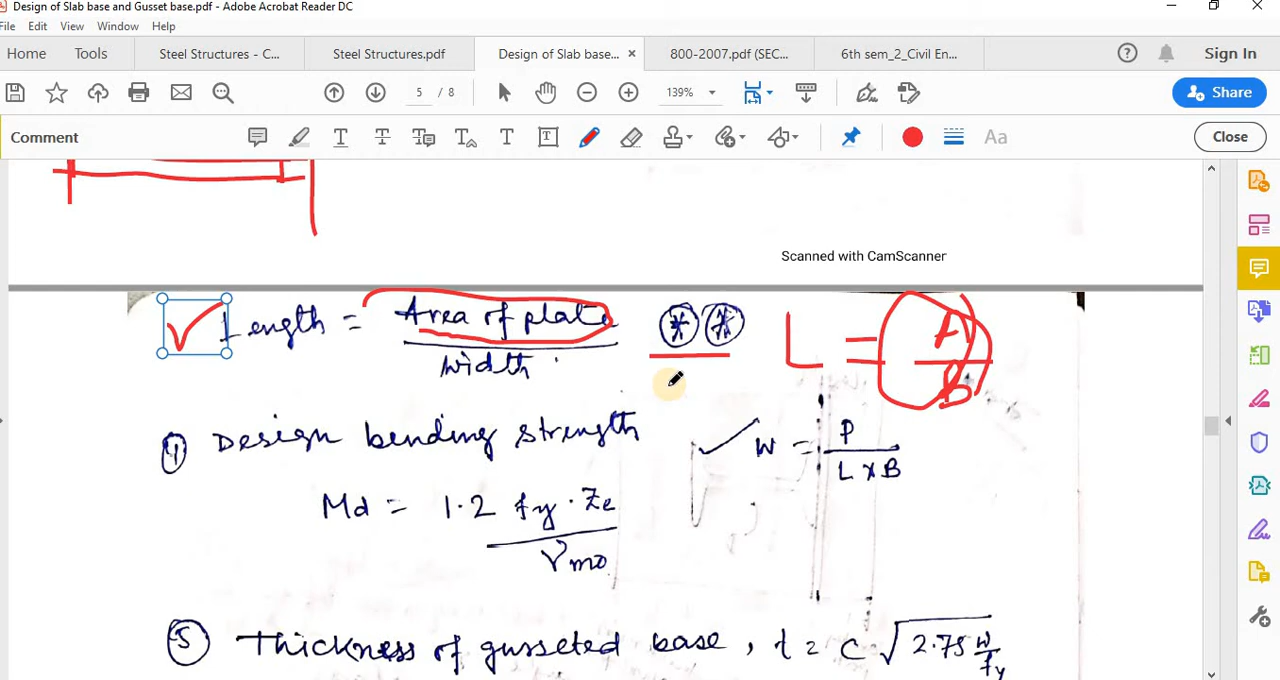 Design of Slab base and Gusset base.pdf - Adobe Acrobat Reader DC
File Edit View Window Help
Home Tools Steel Structures - C... Steel Structures.pdf Design of Slab base... × 800-2007.pdf (SEC... 6th sem_2_Civil En... Sign In
5 / 8 139% Share
Comment Aa Close
Scanned with CamScanner
Length = Area of plate / Width L = A / B
④ Design bending strength W = P / L x B
Md = 1.2 fy . Ze / γmo
⑤ Thickness of gusseted base, t = C √ 2.75 W / fy